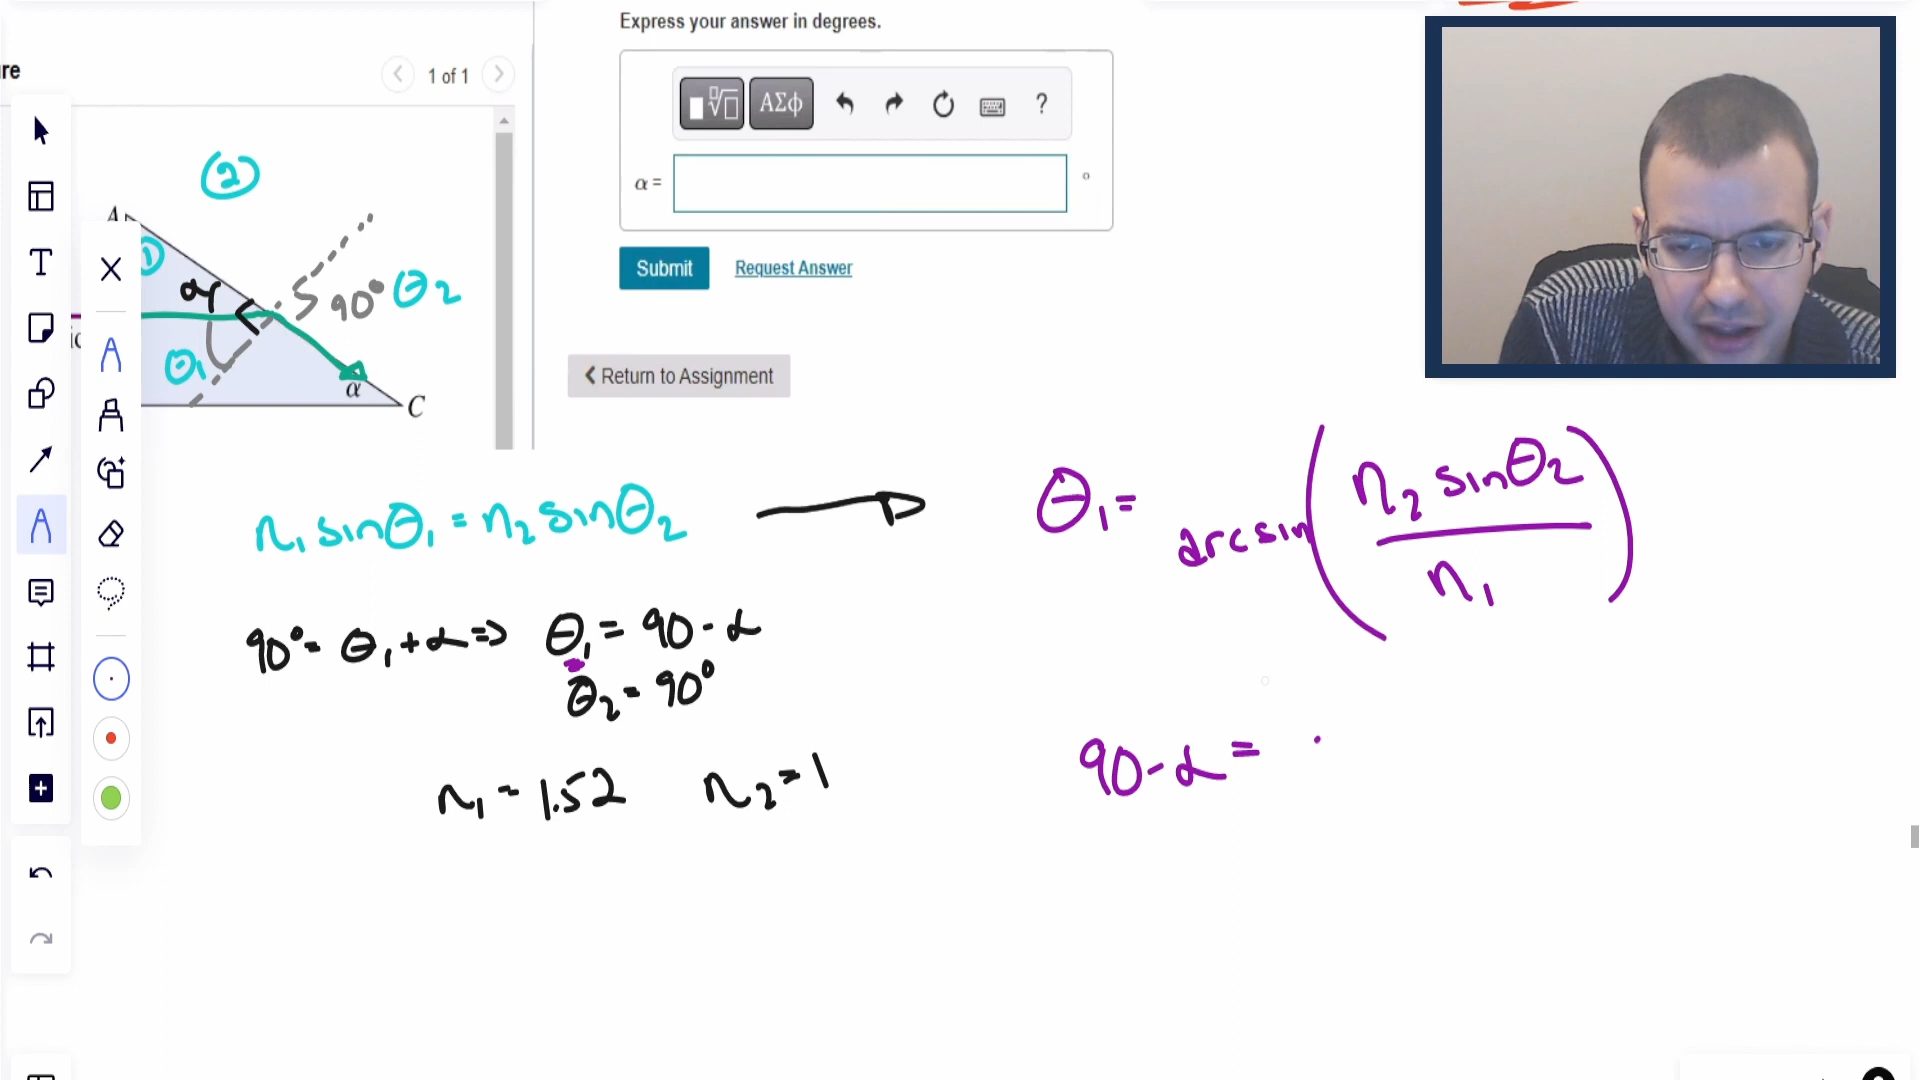 Express your answer in degrees.
re
1 of 1
ΑΣϕ
?
α =
o
Submit
Request Answer
Return to Assignment
②
A
①
α
90° θ₂
θ₁
α
C
n₁ sinθ₁ = n₂ sinθ₂
θ₁ = arcsin(n₂ sinθ₂ / n₁)
90° = θ₁ + α ⇒ θ₁ = 90 - α
θ₂ = 90°
90 - α =
n₁ = 1.52 n₂ = 1
T